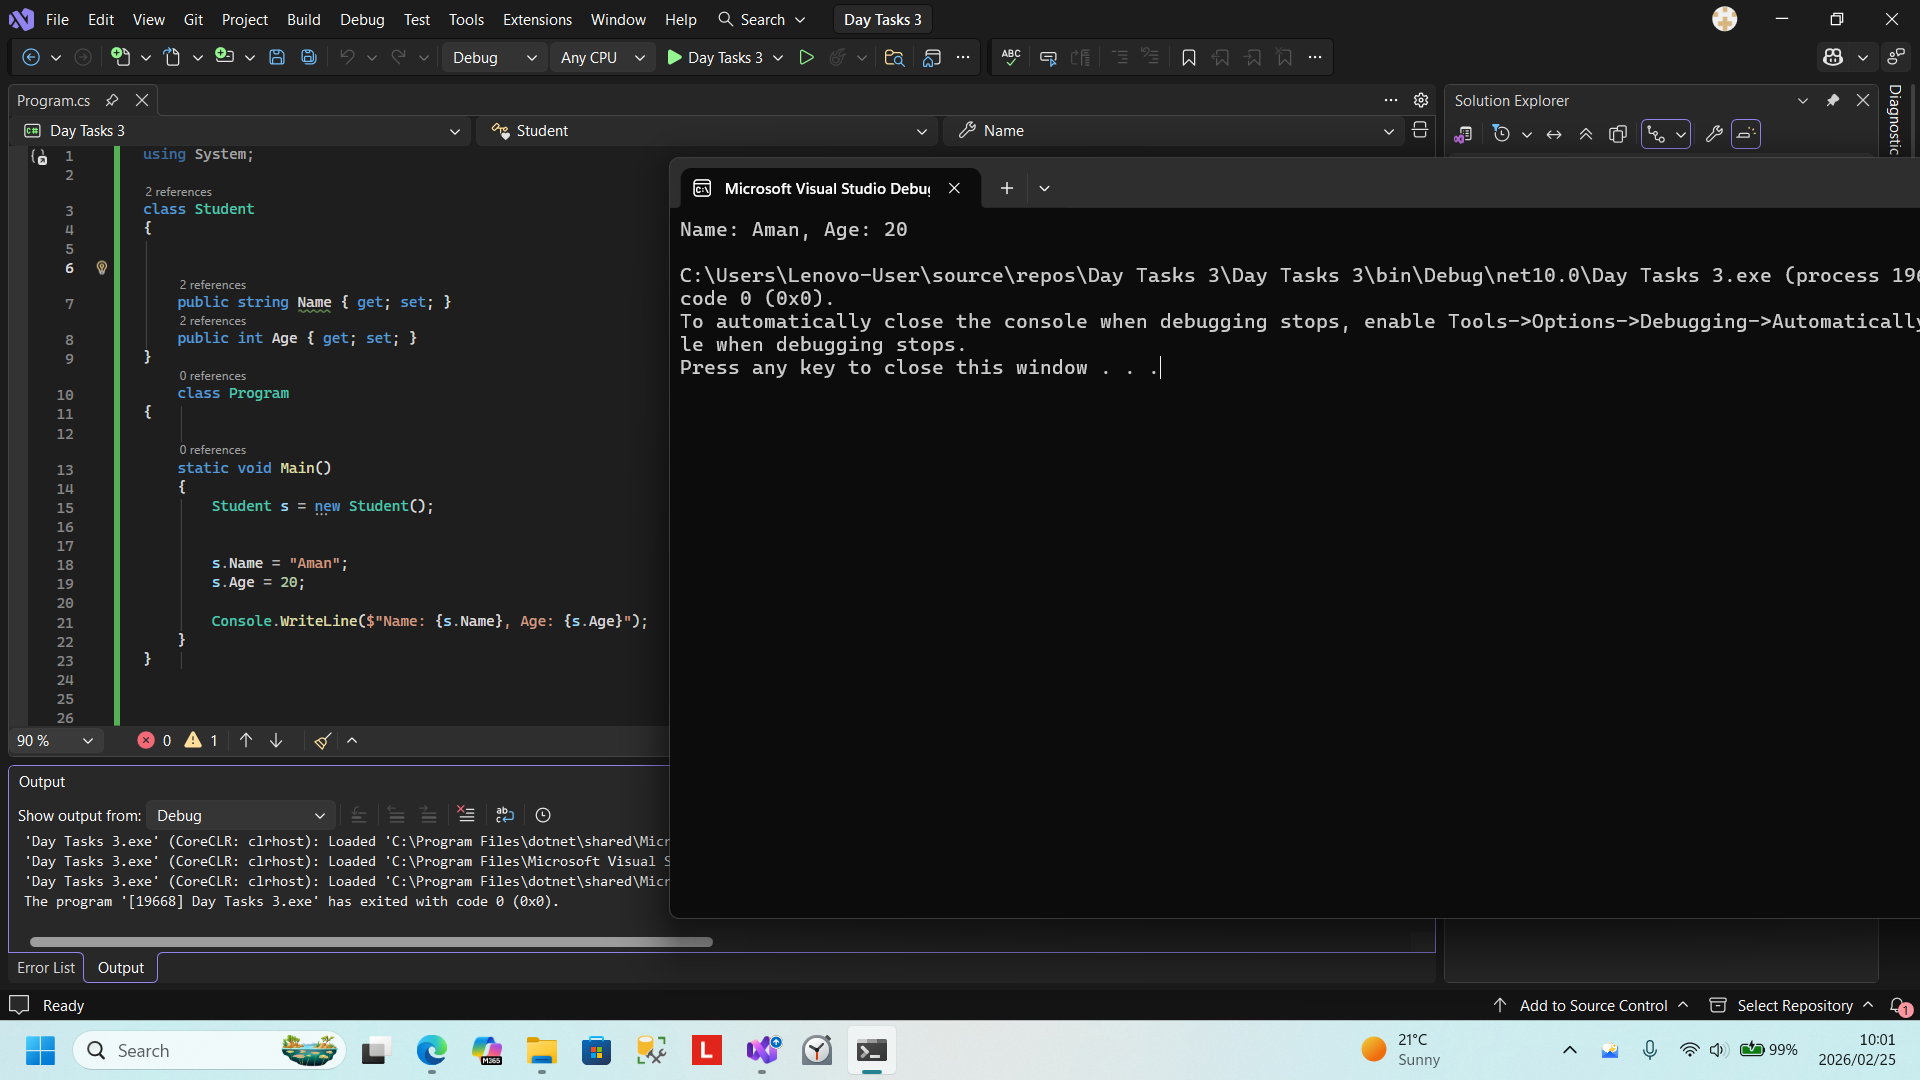 File Edit View Git Project Build Debug Test Tools Extensions Window Help Search Day Tasks 3
Debug Any CPU Day Tasks 3 ABC
Program.cs
Day Tasks 3 Student Name
1 using System;
2
2 references
3 class Student
4 {
5
6
2 references
7 public string Name { get; set; }
2 references
8 public int Age { get; set; }
9 }
0 references
10 class Program
11 {
12
0 references
13 static void Main()
14 {
15 Student s = new Student();
16
17
18 s.Name = "Aman";
19 s.Age = 20;
20
21 Console.WriteLine($"Name: {s.Name}, Age: {s.Age}");
22 }
23 }
24
25
26
90 % 0 1
Solution Explorer
Diagnostic
Microsoft Visual Studio Debu
Name: Aman, Age: 20
C:\Users\Lenovo-User\source\repos\Day Tasks 3\Day Tasks 3\bin\Debug\net10.0\Day Tasks 3.exe (process 196
code 0 (0x0).
To automatically close the console when debugging stops, enable Tools->Options->Debugging->Automatically
le when debugging stops.
Press any key to close this window . . .
Output
Show output from: Debug
'Day Tasks 3.exe' (CoreCLR: clrhost): Loaded 'C:\Program Files\dotnet\shared\Micr
'Day Tasks 3.exe' (CoreCLR: clrhost): Loaded 'C:\Program Files\Microsoft Visual S
'Day Tasks 3.exe' (CoreCLR: clrhost): Loaded 'C:\Program Files\dotnet\shared\Micr
The program '[19668] Day Tasks 3.exe' has exited with code 0 (0x0).
Error List Output
Ready Add to Source Control Select Repository 1
Search M365 L 21°C Sunny 99% 10:01
2026/02/25